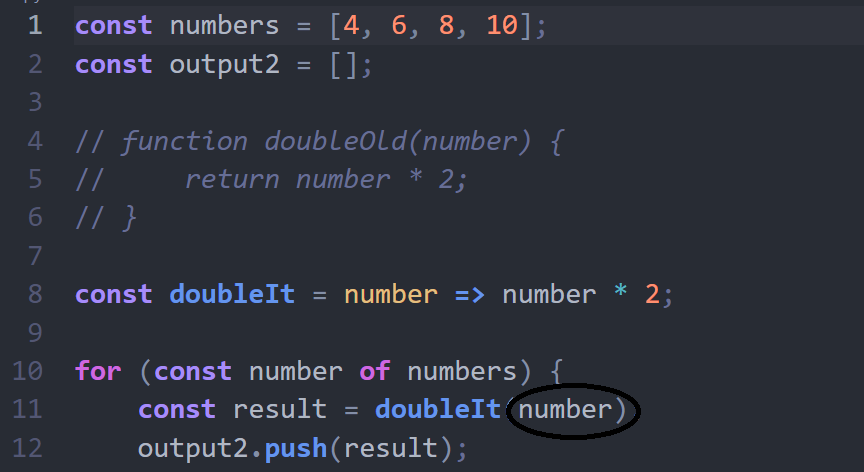 1 const numbers = [4, 6, 8, 10];
2 const output2 = [];
3
4 // function doubleOld(number) {
5 //     return number * 2;
6 // }
7
8 const doubleIt = number => number * 2;
9
10 for (const number of numbers) {
11     const result = doubleIt(number)
12     output2.push(result);